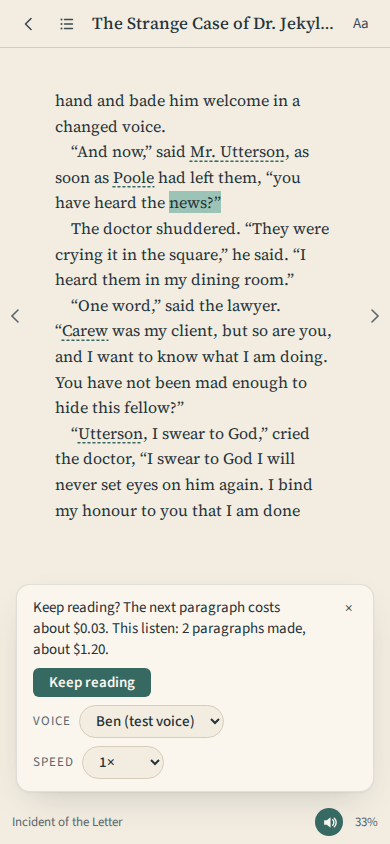 The Strange Case of Dr. Jekyl...
Aa
hand and bade him welcome in a
changed voice.
“And now,” said Mr. Utterson, as
soon as Poole had left them, “you
have heard the news?”
The doctor shuddered. “They were
crying it in the square,” he said. “I
heard them in my dining room.”
“One word,” said the lawyer.
“Carew was my client, but so are you,
and I want to know what I am doing.
You have not been mad enough to
hide this fellow?”
“Utterson, I swear to God,” cried
the doctor, “I swear to God I will
never set eyes on him again. I bind
my honour to you that I am done
Keep reading? The next paragraph costs
about $0.03. This listen: 2 paragraphs made,
about $1.20.
×
Keep reading
VOICE Ben (test voice)
SPEED 1×
Incident of the Letter
33%